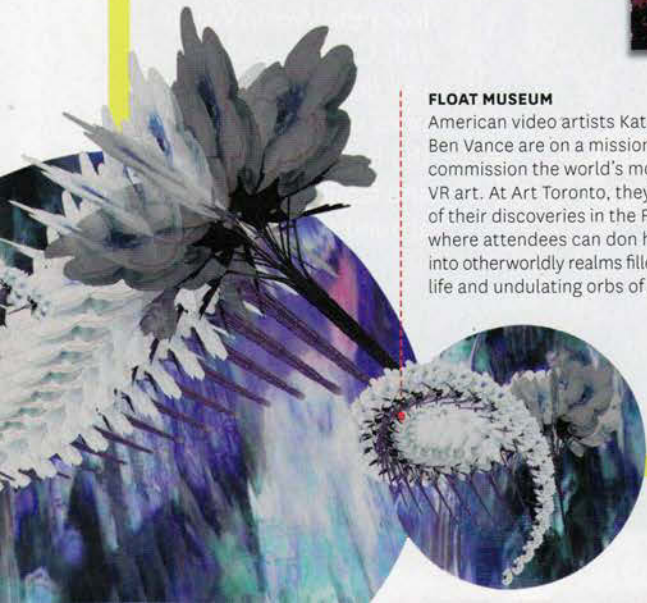 FLOAT MUSEUM
American video artists Kat
Ben Vance are on a mission
commission the world's mo
VR art. At Art Toronto, they
of their discoveries in the F
where attendees can don h
into otherworldly realms fille
life and undulating orbs of